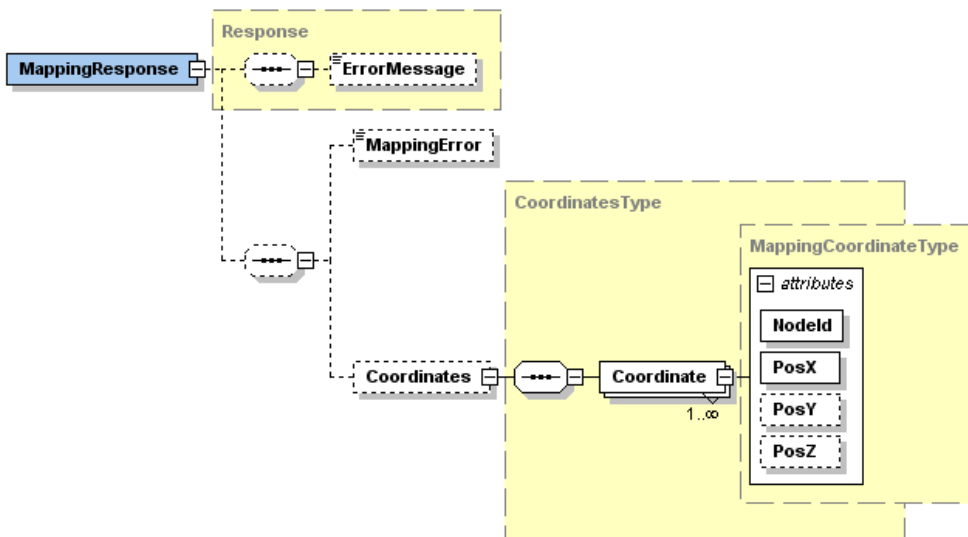 Response
MappingResponse
ErrorMessage
MappingError
CoordinatesType
MappingCoordinateType
attributes
NodeId
PosX
Coordinates
Coordinate
1..∞
PosY
PosZ